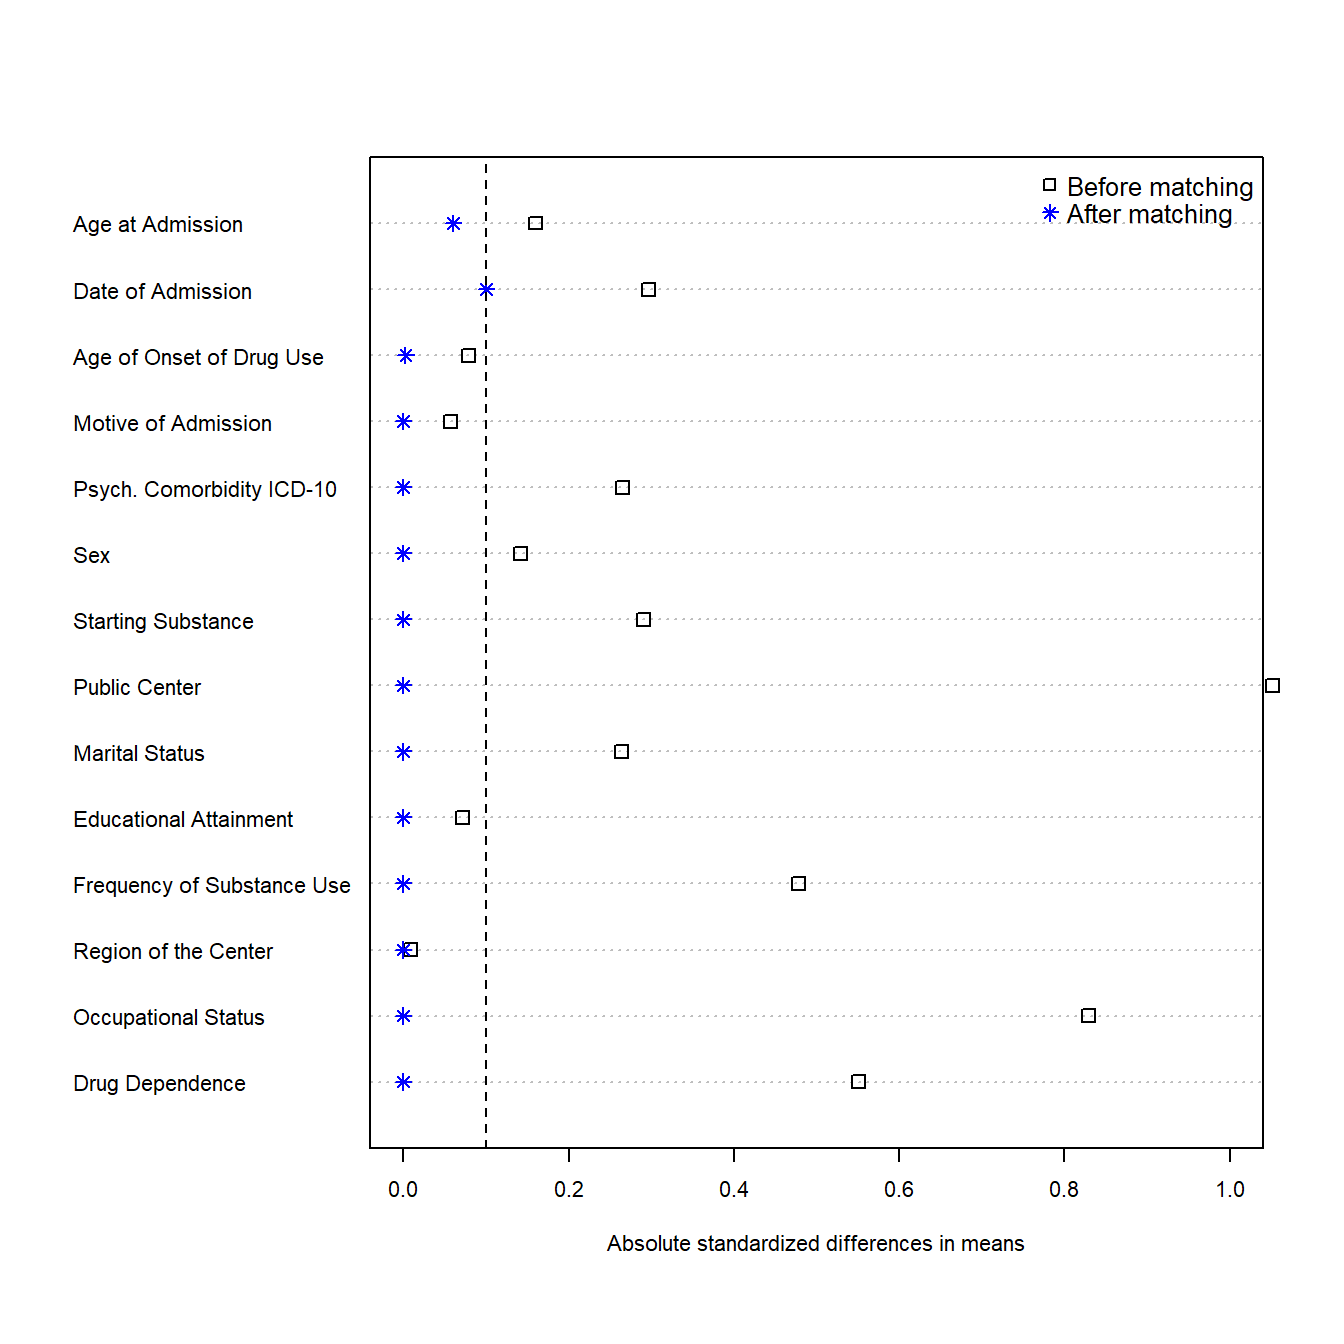 Before matching
After matching
Age at Admission
Date of Admission
Age of Onset of Drug Use
Motive of Admission
Psych. Comorbidity ICD-10
Sex
Starting Substance
Public Center
Marital Status
Educational Attainment
Frequency of Substance Use
Region of the Center
Occupational Status
Drug Dependence
0.0 0.2 0.4 0.6 0.8 1.0
Absolute standardized differences in means